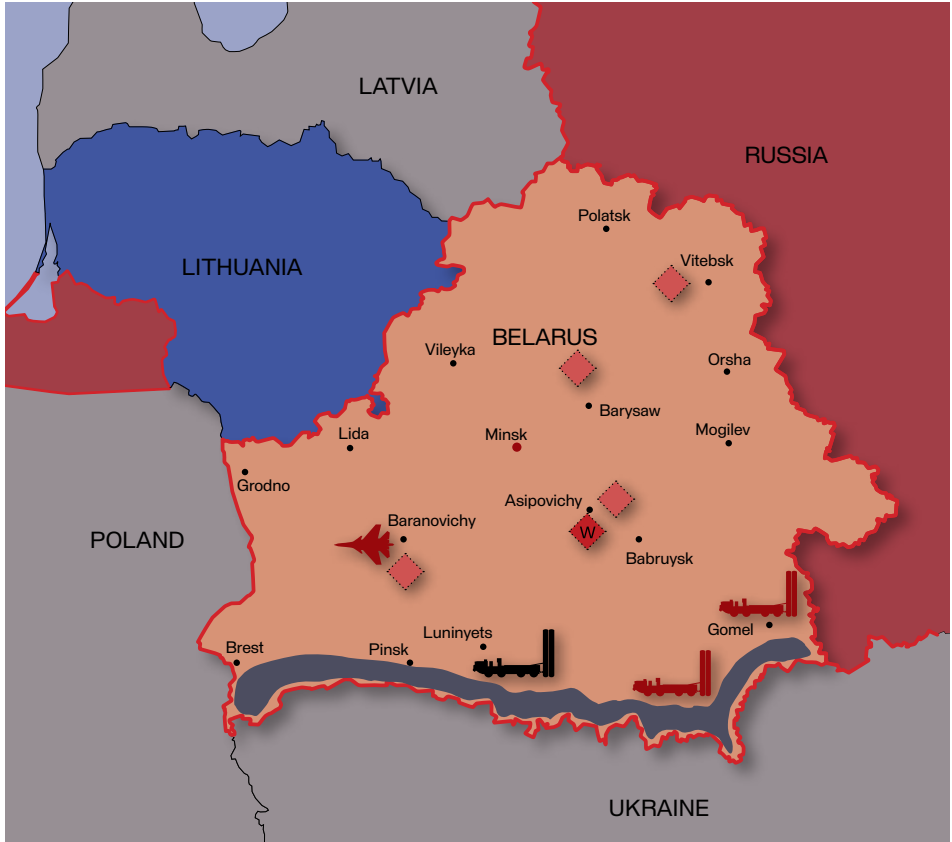 LATVIA
RUSSIA
Polatsk
LITHUANIA
Vitebsk
BELARUS
Vileyka
Orsha
Barysaw
Lida
Minsk
Mogilev
Grodno
Asipovichy
Baranovichy
W
POLAND
Babruysk
Gomel
Luninyets
Brest
Pinsk
UKRAINE